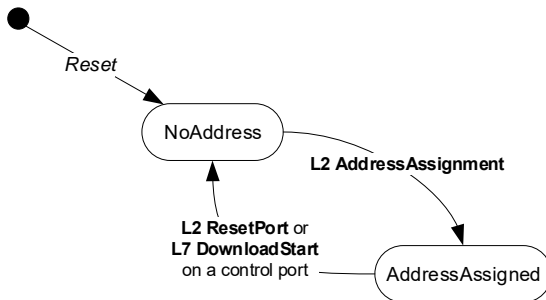 Reset
NoAddress
L2 AddressAssignment
L2 ResetPort or
L7 DownloadStart
on a control port
AddressAssigned